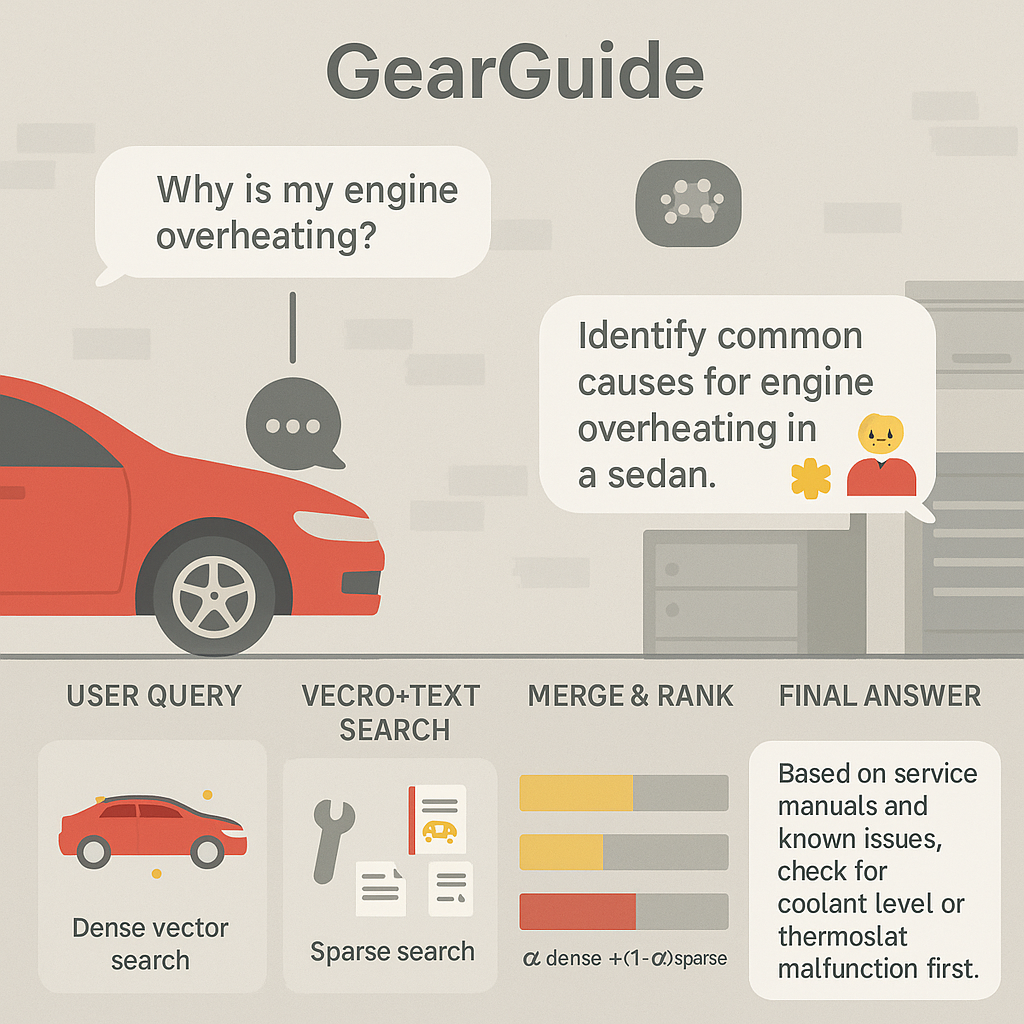 GearGuide
Why is my engine
overheating?
Identify common
causes for engine
overheating in
a sedan.
USER QUERY
Dense vector
search
VECRO+TEXT
SEARCH
Sparse search
MERGE & RANK
α dense +(1-α)sparse
FINAL ANSWER
Based on service
manuals and
known issues,
check for
coolant level or
thermoslat
malfunction first.